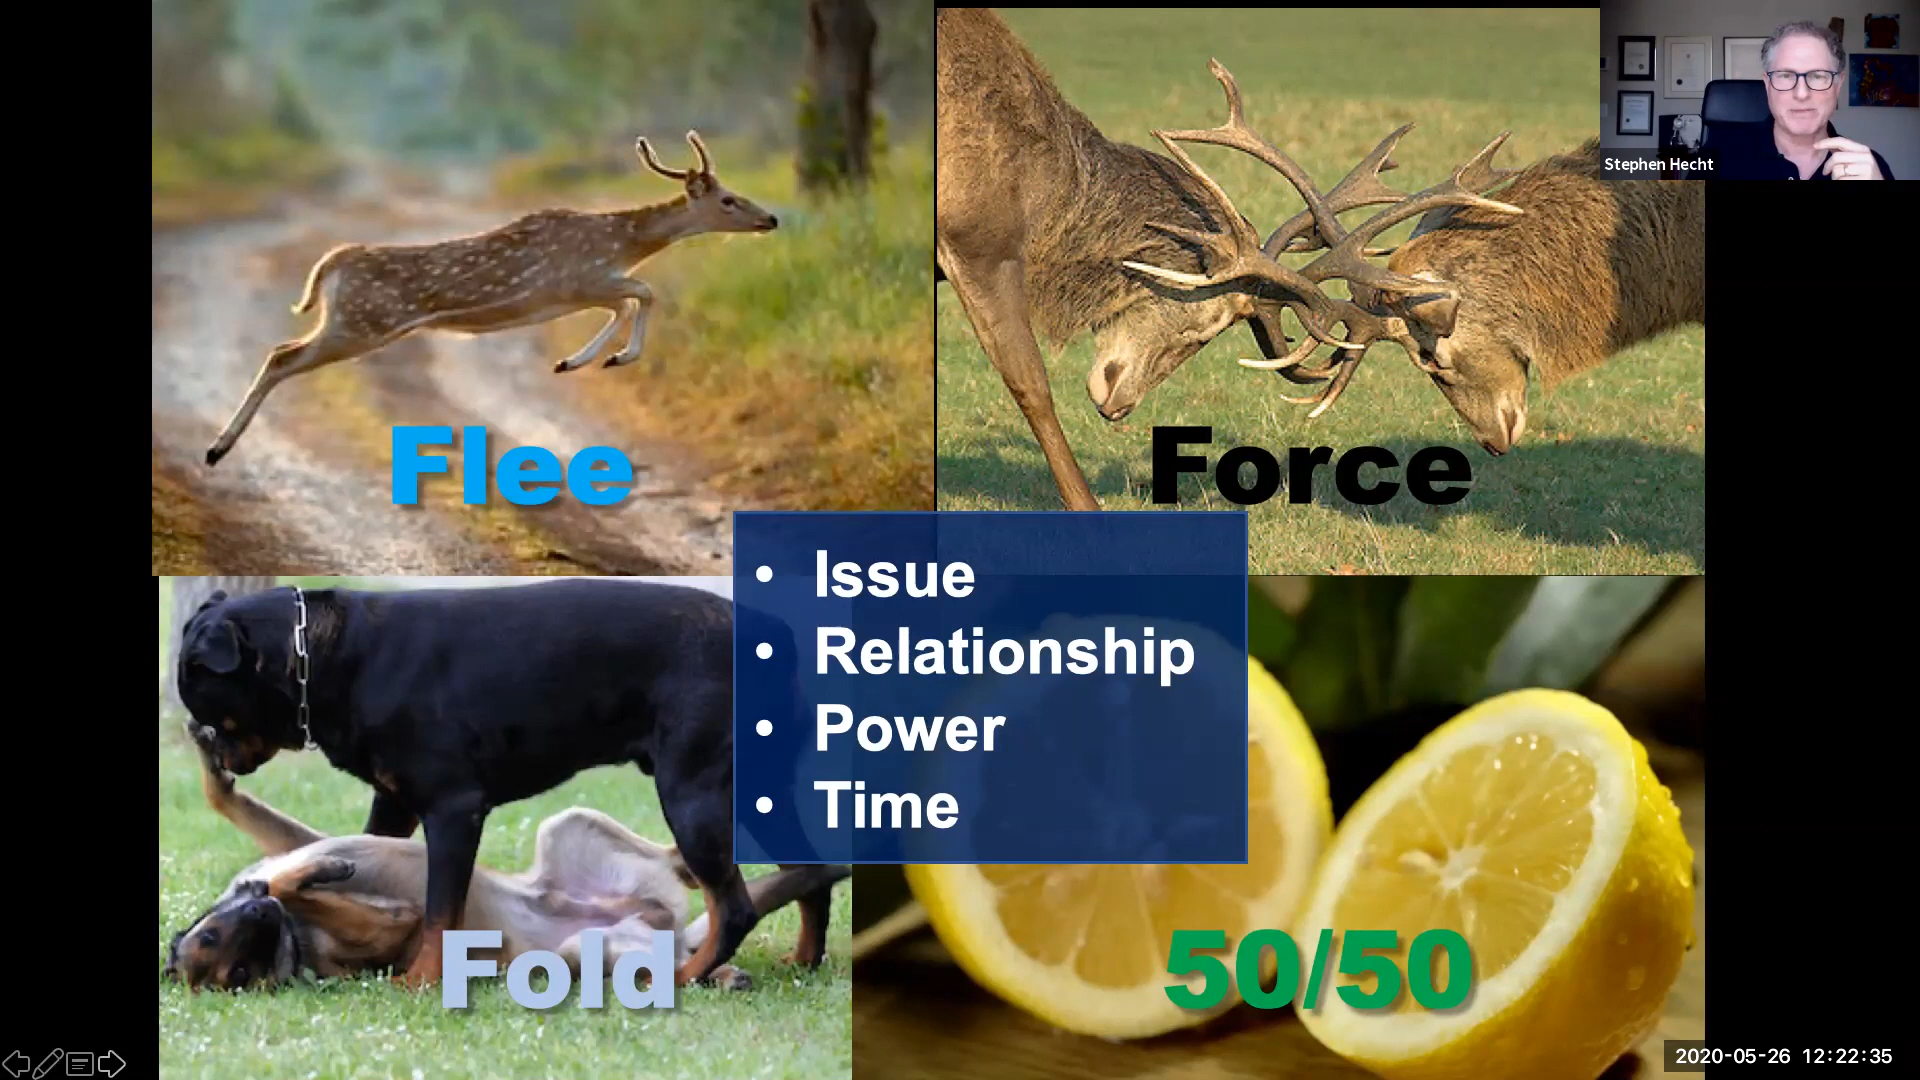 Stephen Hecht
Flee
Force
• Issue
• Relationship
• Power
• Time
Fold
50/50
2020-05-26 12:22:35